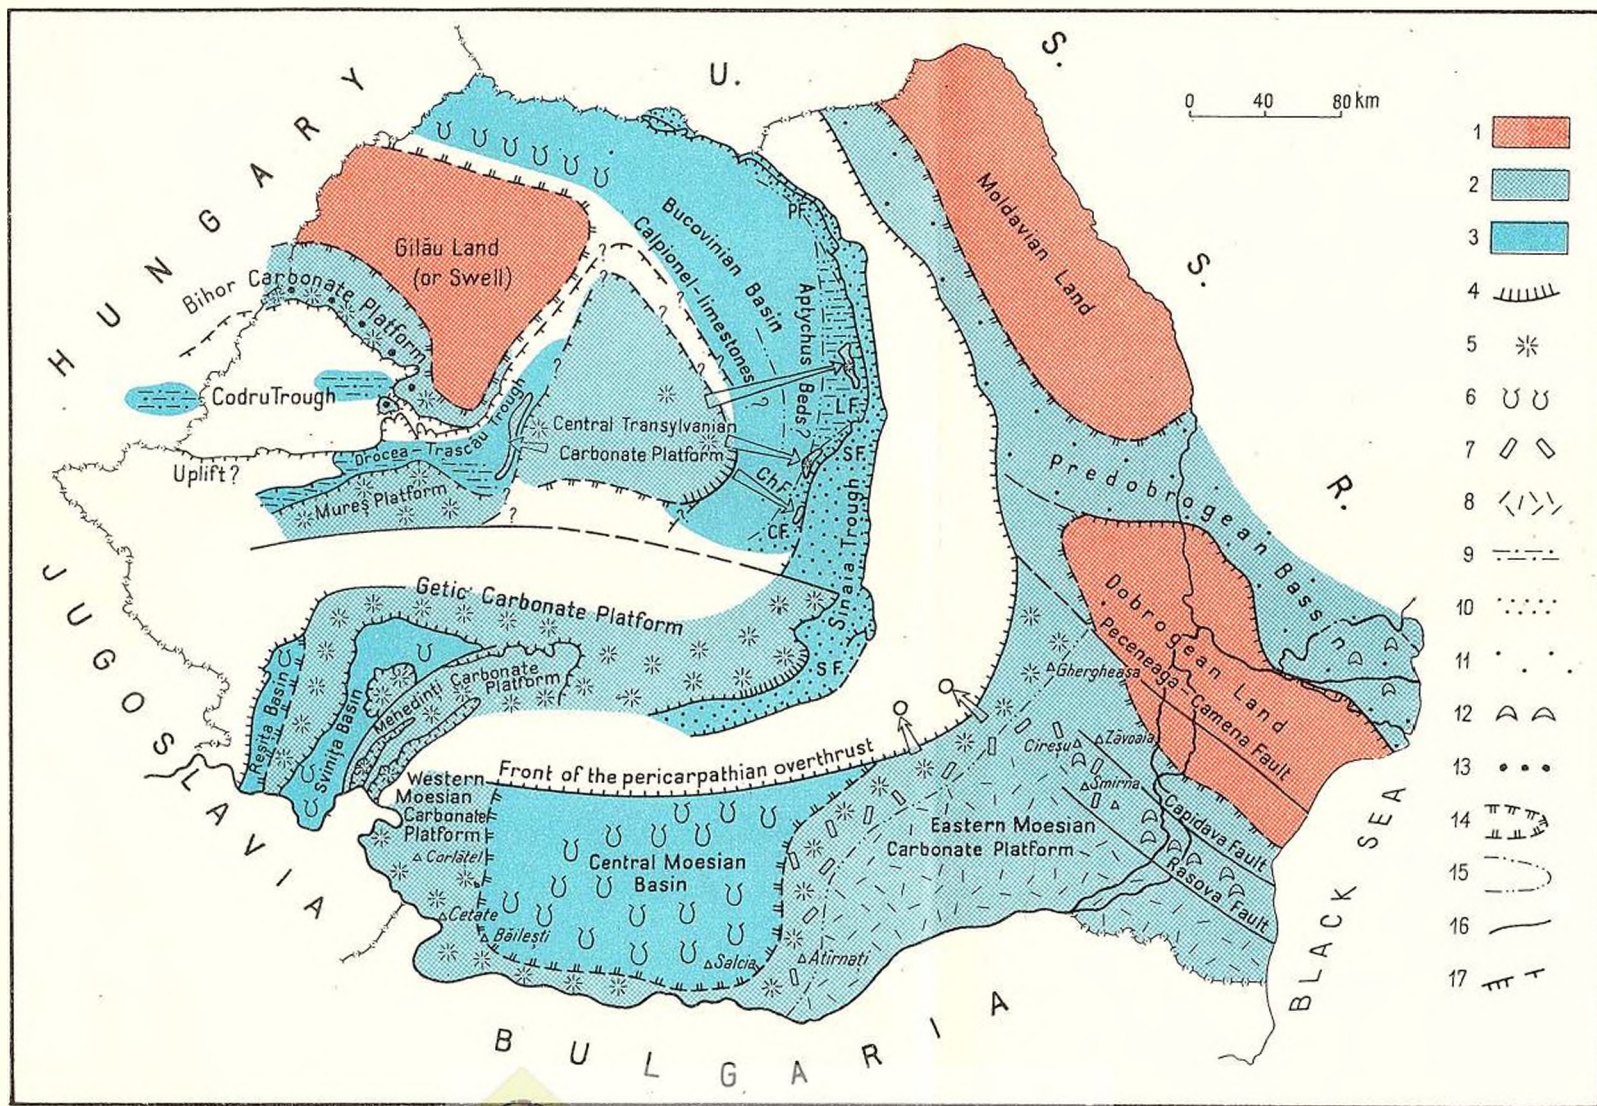 HUNGARY
U. S. S. R.
JUGOSLAVIA
BULGARIA
BLACK SEA
0 40 80 km
Moldavian Land
Gilău Land
(or Swell)
Bihor Carbonate Platform
Codru Trough
Uplift?
Drocea-Trascău Trough
Mureș Platform
Bucovinian Basin
Calpionel-limestones
?
?
?
?
?
?
?
?
Aptychus Beds?
PF.
LF.
SF.
ChF.
CF.
Central Transylvanian
Carbonate Platform
Sinaia Trough
SF.
Getic Carbonate Platform
Reșița Basin
Svinița Basin
Mehedinți Carbonate
Platform
Predobrogean Bassin
Dobrogean Land
Peceneaga-Camena Fault
Ghergheasa
Cireșu
Zăvoaia
Smirna
Capidava Fault
Rasova Fault
Front of the pericarpathian overthrust
Western
Moesian
Carbonate
Platform
Corlățel
Cetate
Băilești
Central Moesian
Basin
Salcia
Atîrnați
Eastern Moesian
Carbonate Platform
1
2
3
4
5
6
7
8
9
10
11
12
13
14
15
16
17